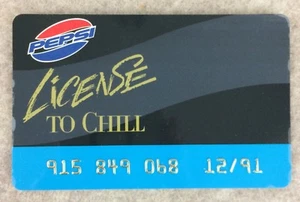 PEPSI
LICENSE
TO CHILL
915 849 068 12/91